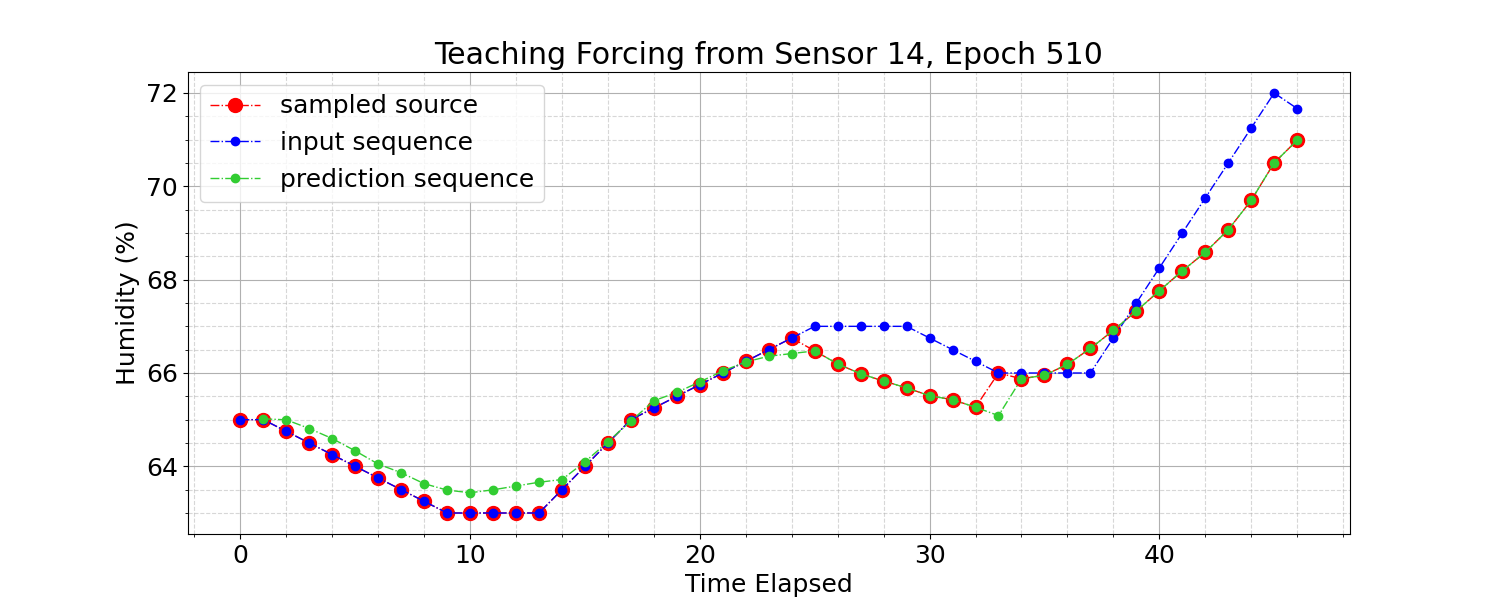 Teaching Forcing from Sensor 14, Epoch 510
72
70
68
66
64
Humidity (%)
sampled source
input sequence
prediction sequence
0 10 20 30 40
Time Elapsed